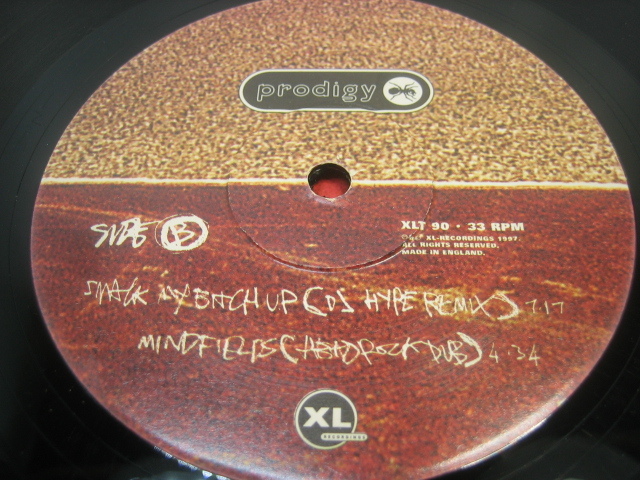 prodigy
SIDE B
XLT 90 · 33 RPM
℗&© XL-RECORDINGS 1997.
ALL RIGHTS RESERVED.
MADE IN ENGLAND.
SMACK MY BITCH UP (DJ HYPE REMIX) 7.17
MINDFIELDS (HEADROCK DUB) 4.34
XL
RECORDINGS